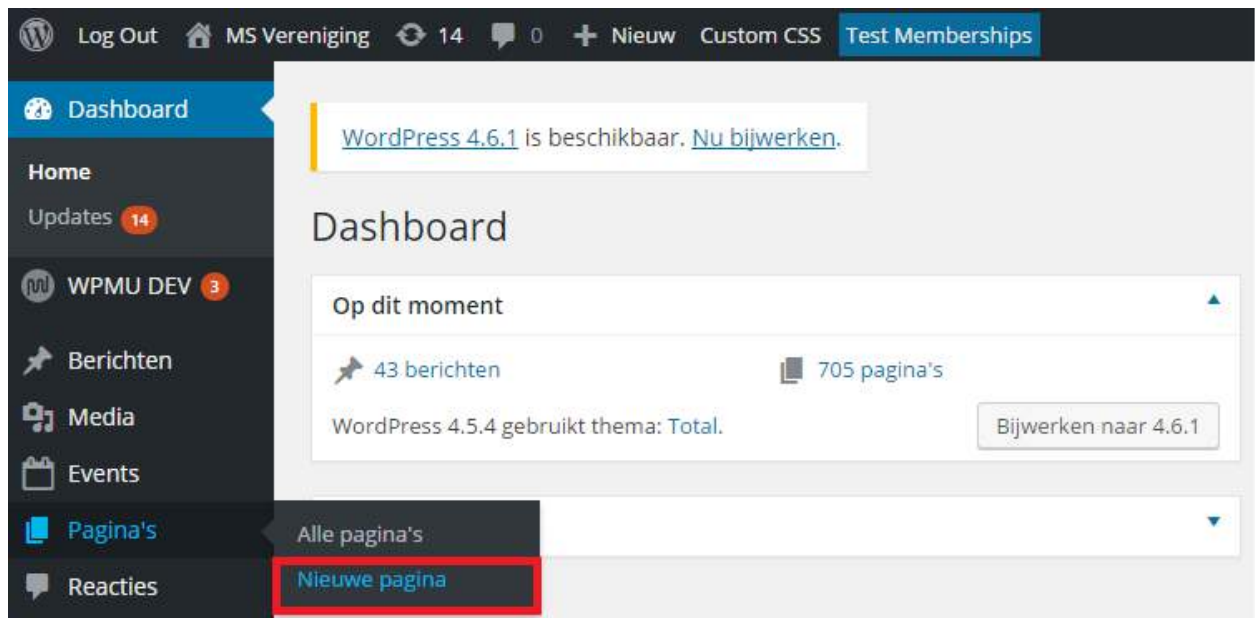 Log Out MS Vereniging 14 0 + Nieuw Custom CSS Test Memberships
Dashboard
Home
Updates 14
WPMU DEV 3
Berichten
Media
Events
Pagina's
Reacties
Alle pagina's
Nieuwe pagina
WordPress 4.6.1 is beschikbaar. Nu bijwerken.
Dashboard
Op dit moment
43 berichten 705 pagina's
WordPress 4.5.4 gebruikt thema: Total. Bijwerken naar 4.6.1